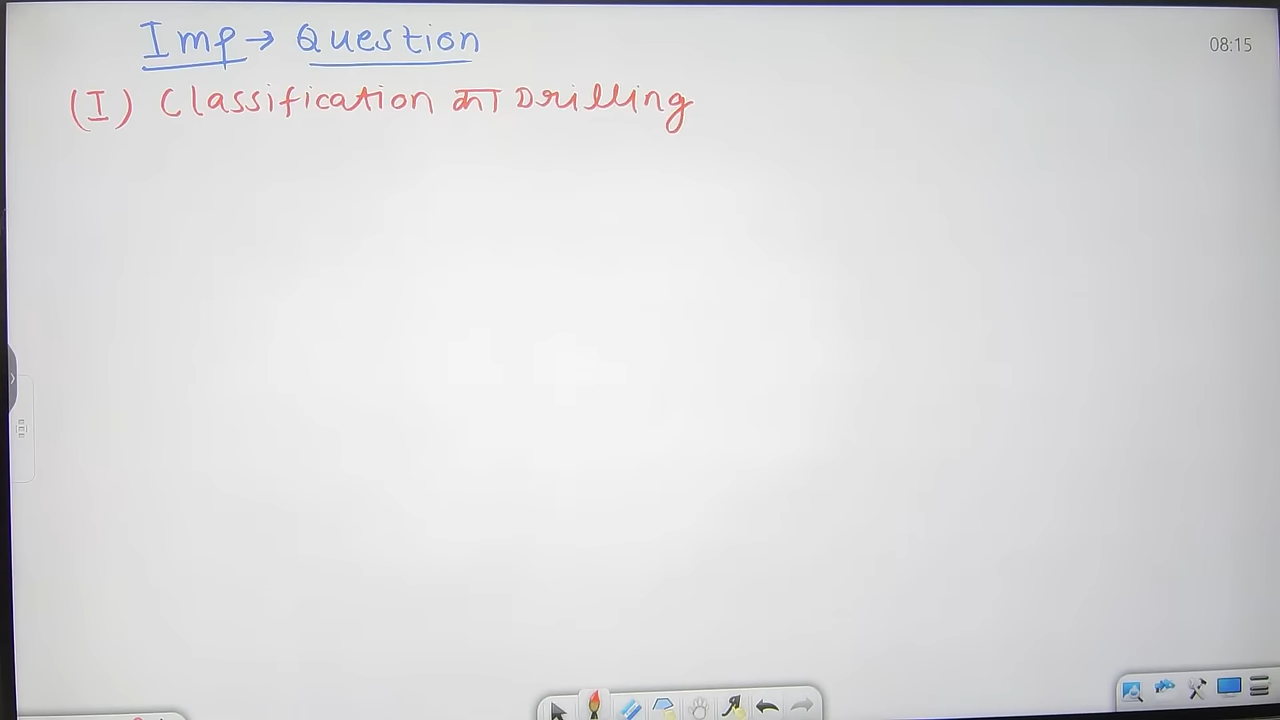 Imp → Question
08:15
(I) Classification का Drilling